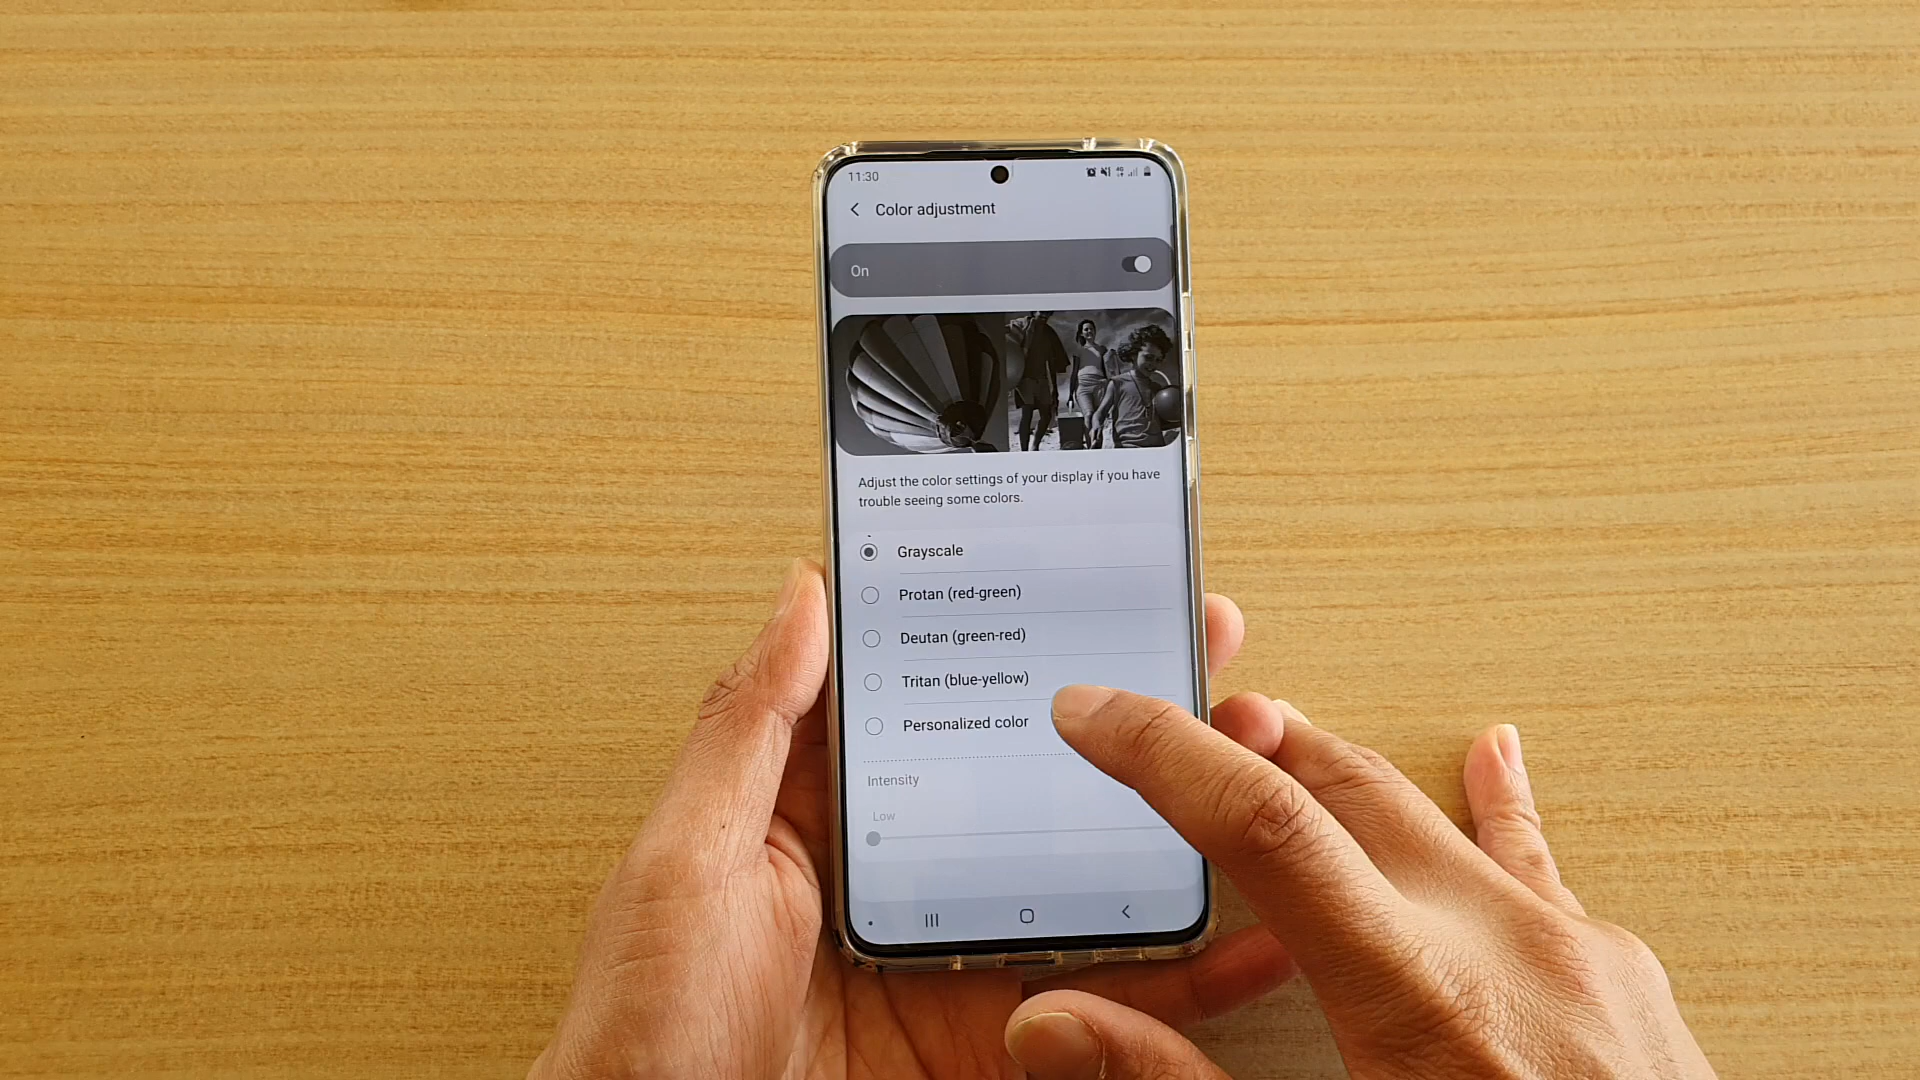 11:30
Color adjustment
On
Adjust the color settings of your display if you have
trouble seeing some colors.
Grayscale
Protan (red-green)
Deutan (green-red)
Tritan (blue-yellow)
Personalized color
Intensity
Low